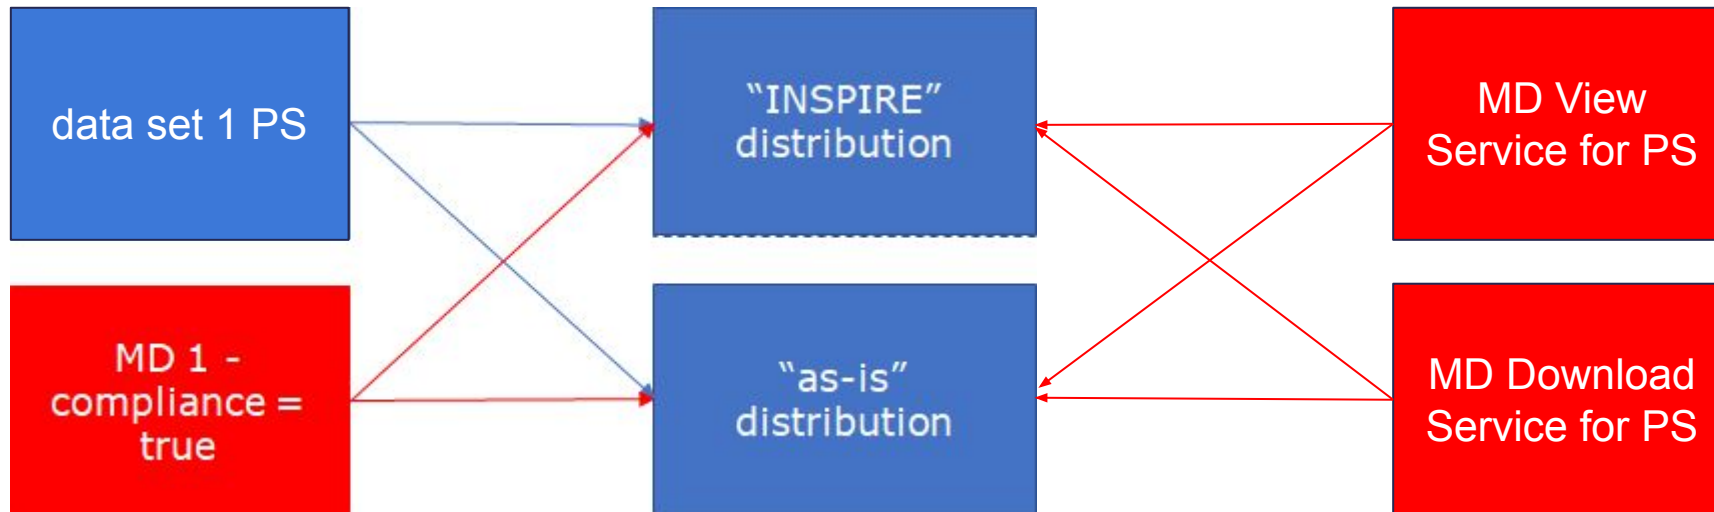 data set 1 PS
“INSPIRE”
distribution
MD View
Service for PS
MD 1 -
compliance =
true
“as-is”
distribution
MD Download
Service for PS